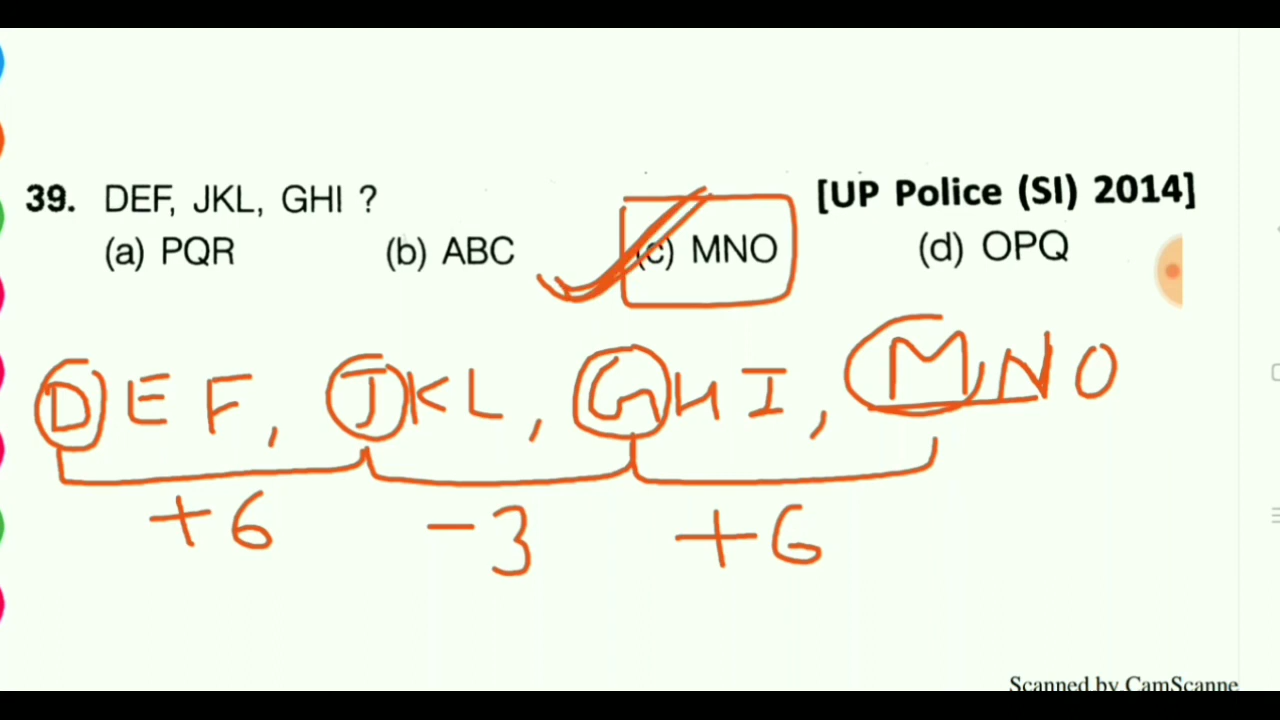 39. DEF, JKL, GHI ? [UP Police (SI) 2014]
(a) PQR (b) ABC (c) MNO (d) OPQ
DEF, JKL, GHI, MNO
+6 -3 +6
Scanned by CamScanne